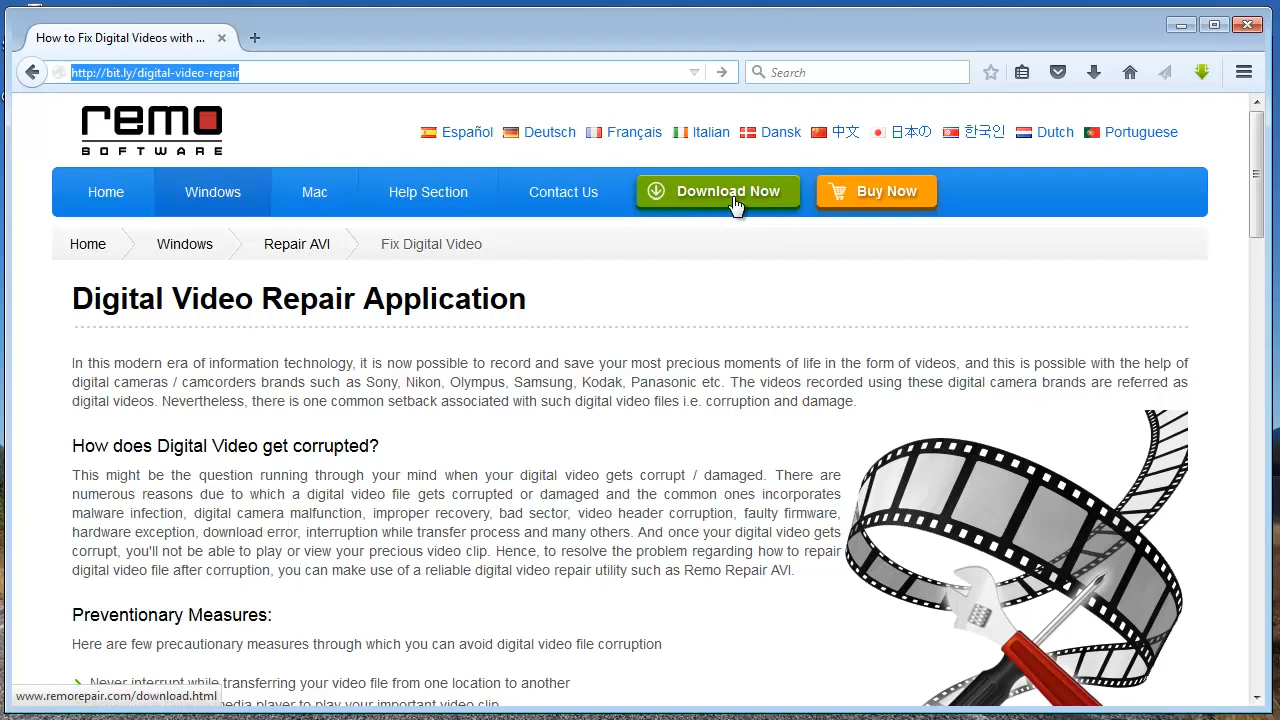 How to Fix Digital Videos with ...
http://bit.ly/digital-video-repair
Search
remo
SOFTWARE
Español Deutsch Français Italian Dansk 中文 日本の 한국인 Dutch Portuguese
Home Windows Mac Help Section Contact Us Download Now Buy Now
Home Windows Repair AVI Fix Digital Video
Digital Video Repair Application
In this modern era of information technology, it is now possible to record and save your most precious moments of life in the form of videos, and this is possible with the help of
digital cameras / camcorders brands such as Sony, Nikon, Olympus, Samsung, Kodak, Panasonic etc. The videos recorded using these digital camera brands are referred as
digital videos. Nevertheless, there is one common setback associated with such digital video files i.e. corruption and damage.
How does Digital Video get corrupted?
This might be the question running through your mind when your digital video gets corrupt / damaged. There are
numerous reasons due to which a digital video file gets corrupted or damaged and the common ones incorporates
malware infection, digital camera malfunction, improper recovery, bad sector, video header corruption, faulty firmware,
hardware exception, download error, interruption while transfer process and many others. And once your digital video gets
corrupt, you'll not be able to play or view your precious video clip. Hence, to resolve the problem regarding how to repair
digital video file after corruption, you can make use of a reliable digital video repair utility such as Remo Repair AVI.
Preventionary Measures:
Here are few precautionary measures through which you can avoid digital video file corruption
Never interrupt while transferring your video file from one location to another
www.remorepair.com/download.html
media player to play your important video clip